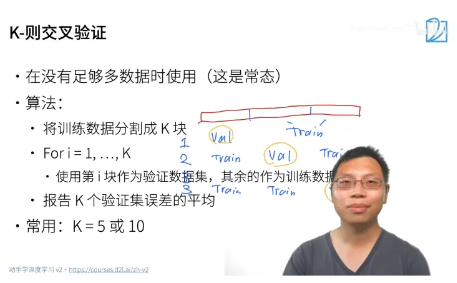 K-则交叉验证
• 在没有足够多数据时使用（这是常态）
• 算法：
• 将训练数据分割成 K 块
• For i = 1, …, K
• 使用第 i 块作为验证数据集，其余的作为训练数据
• 报告 K 个验证集误差的平均
• 常用：K = 5 或 10
Val Train
1
2 Train Val Trai
3 Train Train
动手学深度学习 v2 • https://courses.d2l.ai/zh-v2